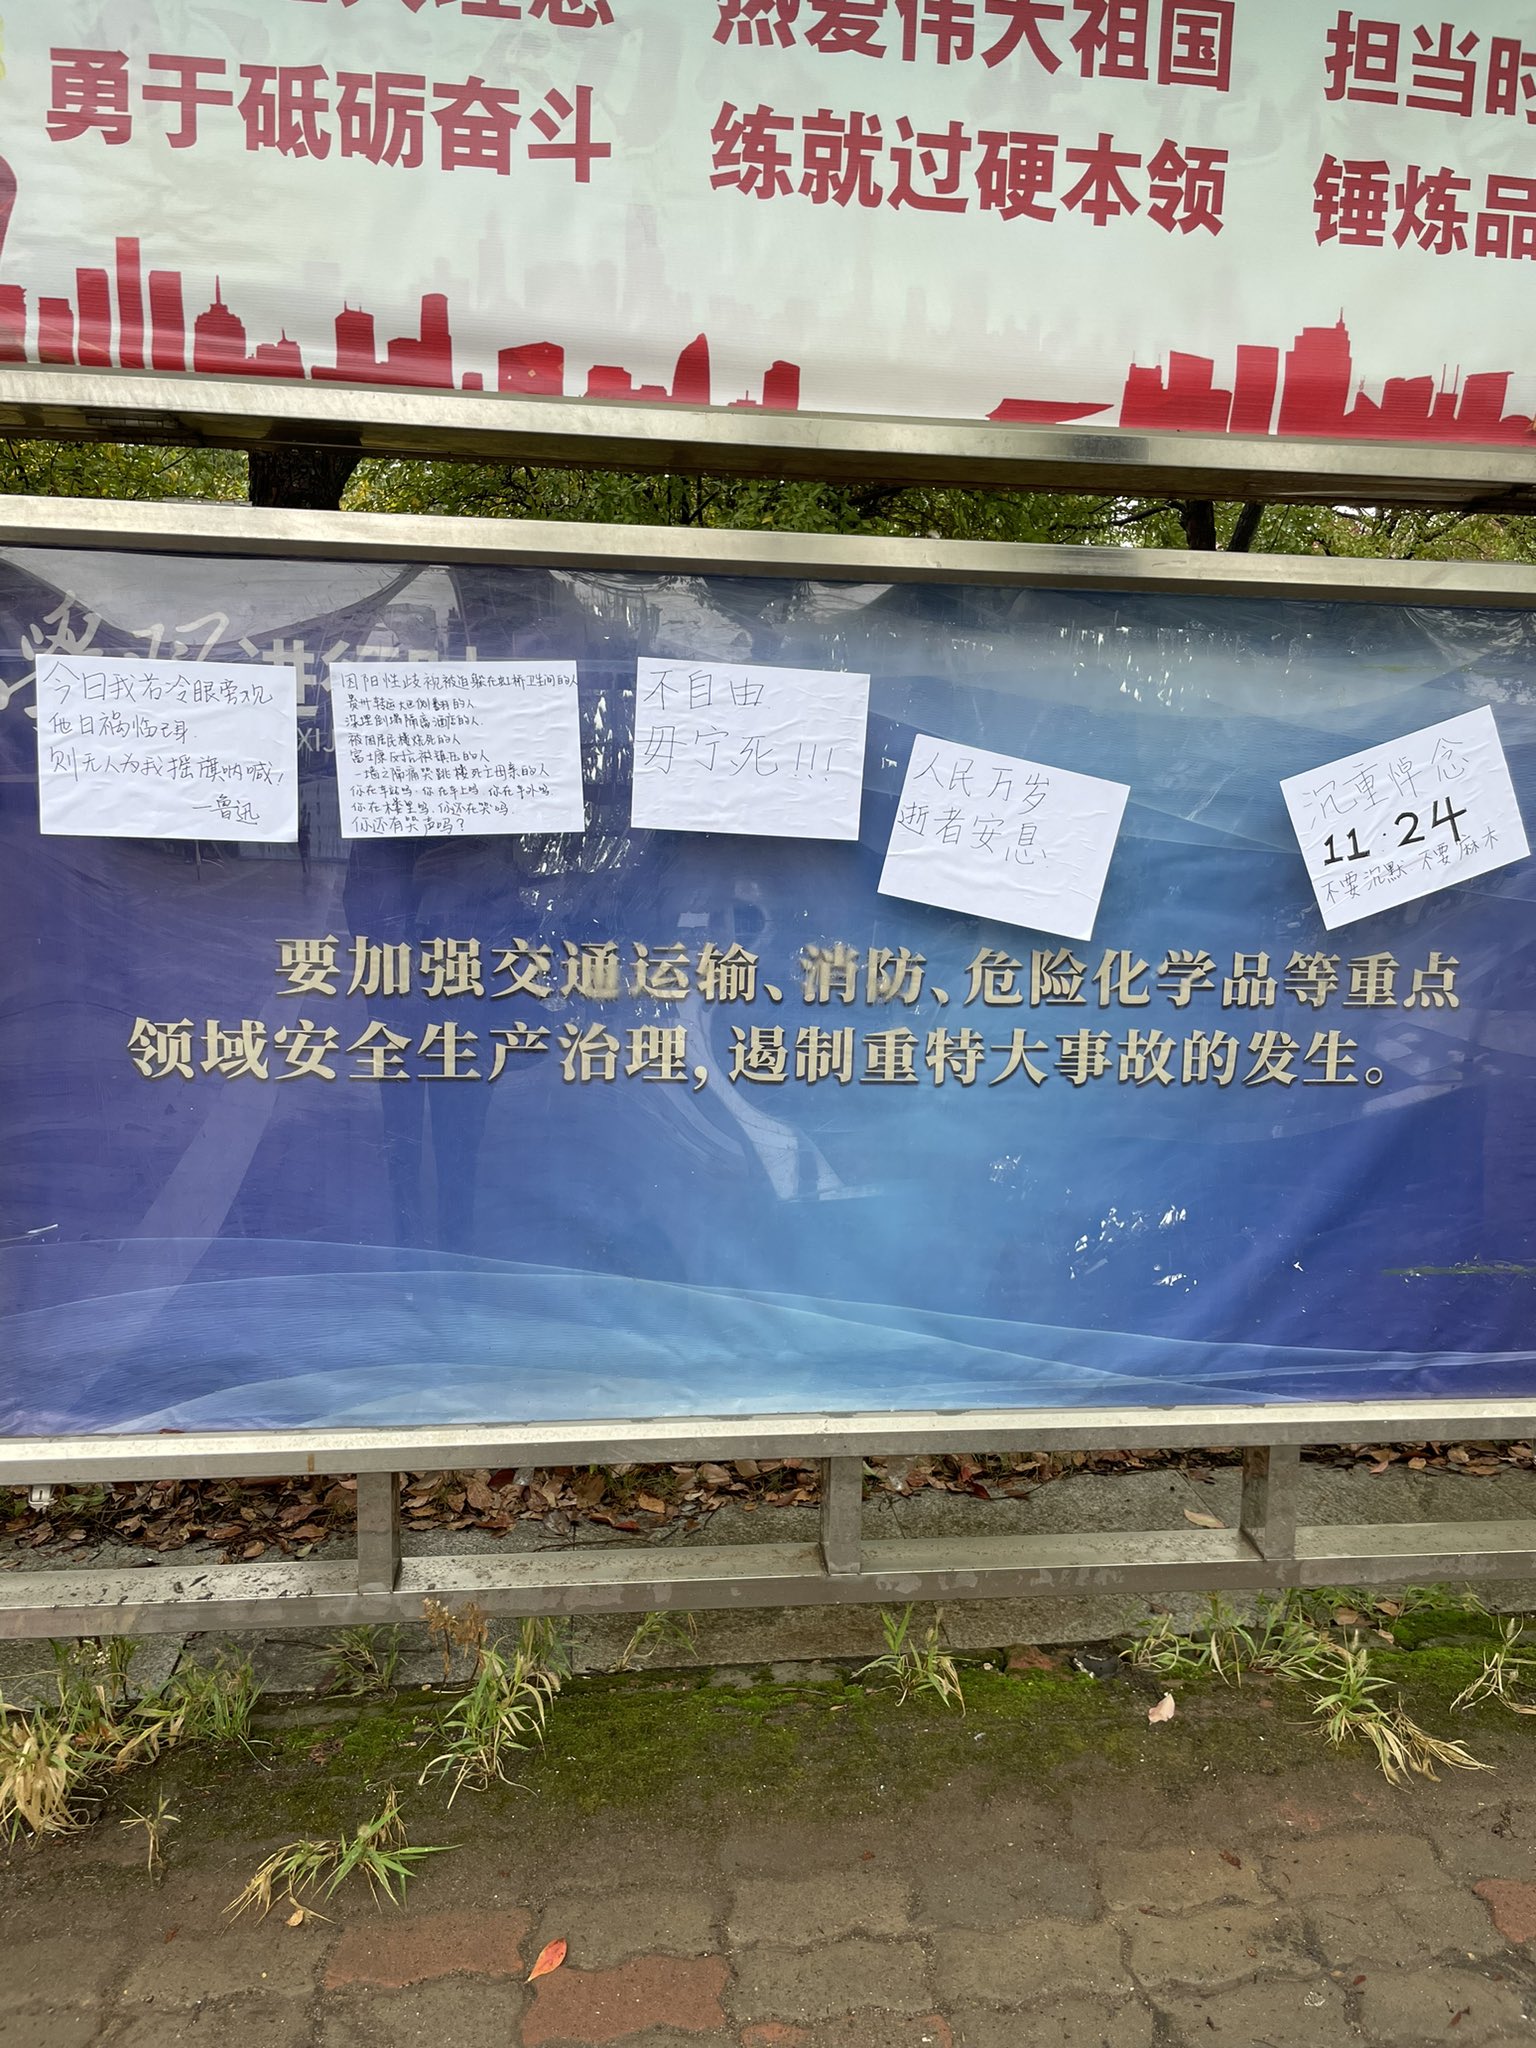 热爱伟大祖国
担当时
勇于砥砺奋斗
练就过硬本领
锤炼品
今日我若冷眼旁观
他日祸临己身
则无人为我摇旗呐喊!
—鲁迅
因阳性歧视被迫躲在虹桥卫生间的人
贵州转运大巴侧翻的人
深埋倒塌隔离酒店的人
被困居民楼烧死的人
富士康反抗被镇压的人
一墙之隔痛哭跳楼死亡母亲的人
你在车站吗.你在车上吗.你在车外吗.
你在楼里吗.你还在哭吗.
你还有哭声吗?
不自由
毋宁死!!!
人民万岁
逝者安息!
沉重悼念
11:24
不要沉默 不要麻木
进行时
XIJ
要加强交通运输、消防、危险化学品等重点
领域安全生产治理,遏制重特大事故的发生。